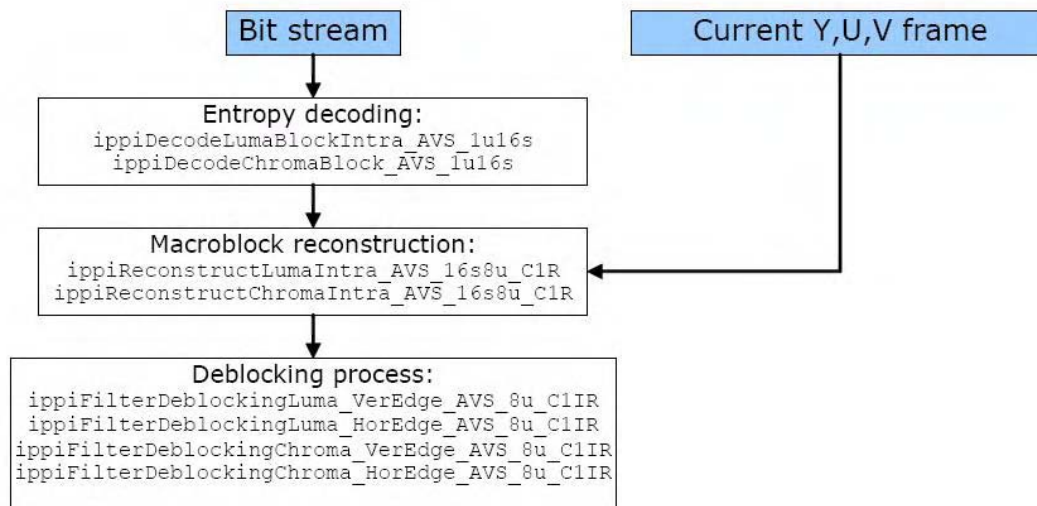 Bit stream
Current Y,U,V frame
Entropy decoding:
ippiDecodeLumaBlockIntra_AVS_1u16s
ippiDecodeChromaBlock_AVS_1u16s
Macroblock reconstruction:
ippiReconstructLumaIntra_AVS_16s8u_C1R
ippiReconstructChromaIntra_AVS_16s8u_C1R
Deblocking process:
ippiFilterDeblockingLuma_VerEdge_AVS_8u_C1IR
ippiFilterDeblockingLuma_HorEdge_AVS_8u_C1IR
ippiFilterDeblockingChroma_VerEdge_AVS_8u_C1IR
ippiFilterDeblockingChroma_HorEdge_AVS_8u_C1IR